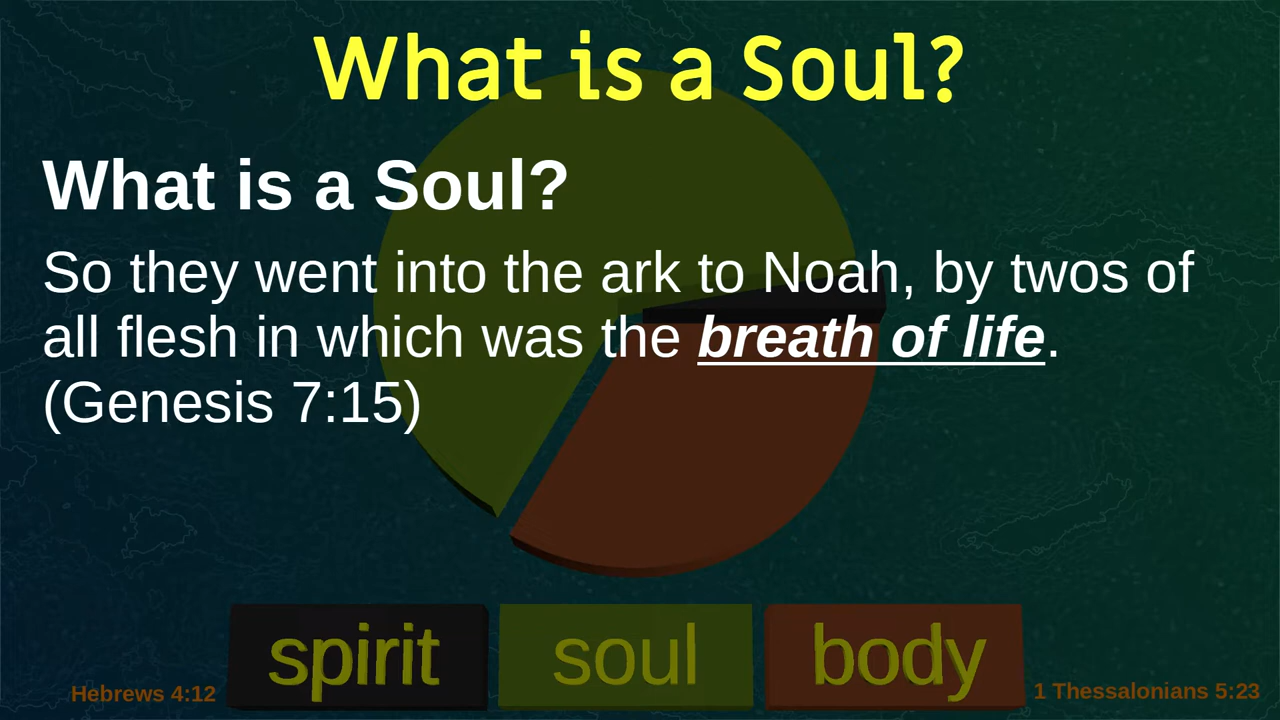 What is a Soul?
What is a Soul?
So they went into the ark to Noah, by twos of
all flesh in which was the breath of life.
(Genesis 7:15)
spirit soul body
Hebrews 4:12 1 Thessalonians 5:23